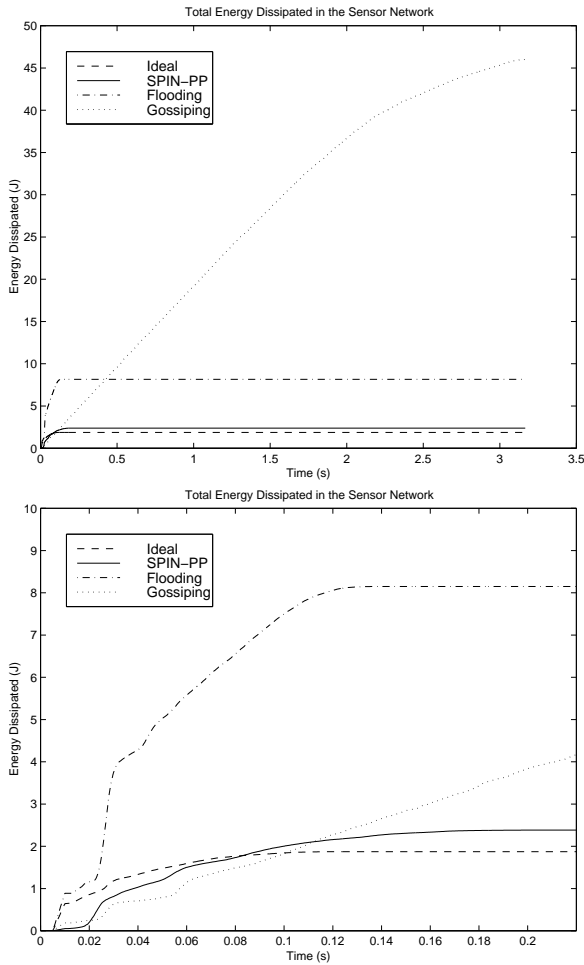 Total Energy Dissipated in the Sensor Network
50
45
40
35
30
25
20
15
10
5
0
Energy Dissipated (J)
Ideal
SPIN−PP
Flooding
Gossiping
0 0.5 1 1.5 2 2.5 3 3.5
Time (s)
Total Energy Dissipated in the Sensor Network
10
9
8
7
6
5
4
3
2
1
0
Energy Dissipated (J)
Ideal
SPIN−PP
Flooding
Gossiping
0 0.02 0.04 0.06 0.08 0.1 0.12 0.14 0.16 0.18 0.2
Time (s)